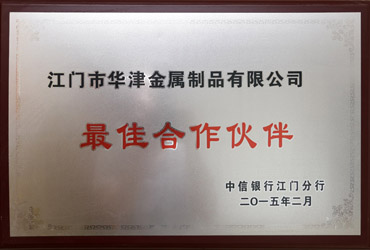 江门市华津金属制品有限公司
最佳合作伙伴
中信银行江门分行
二〇一五年二月